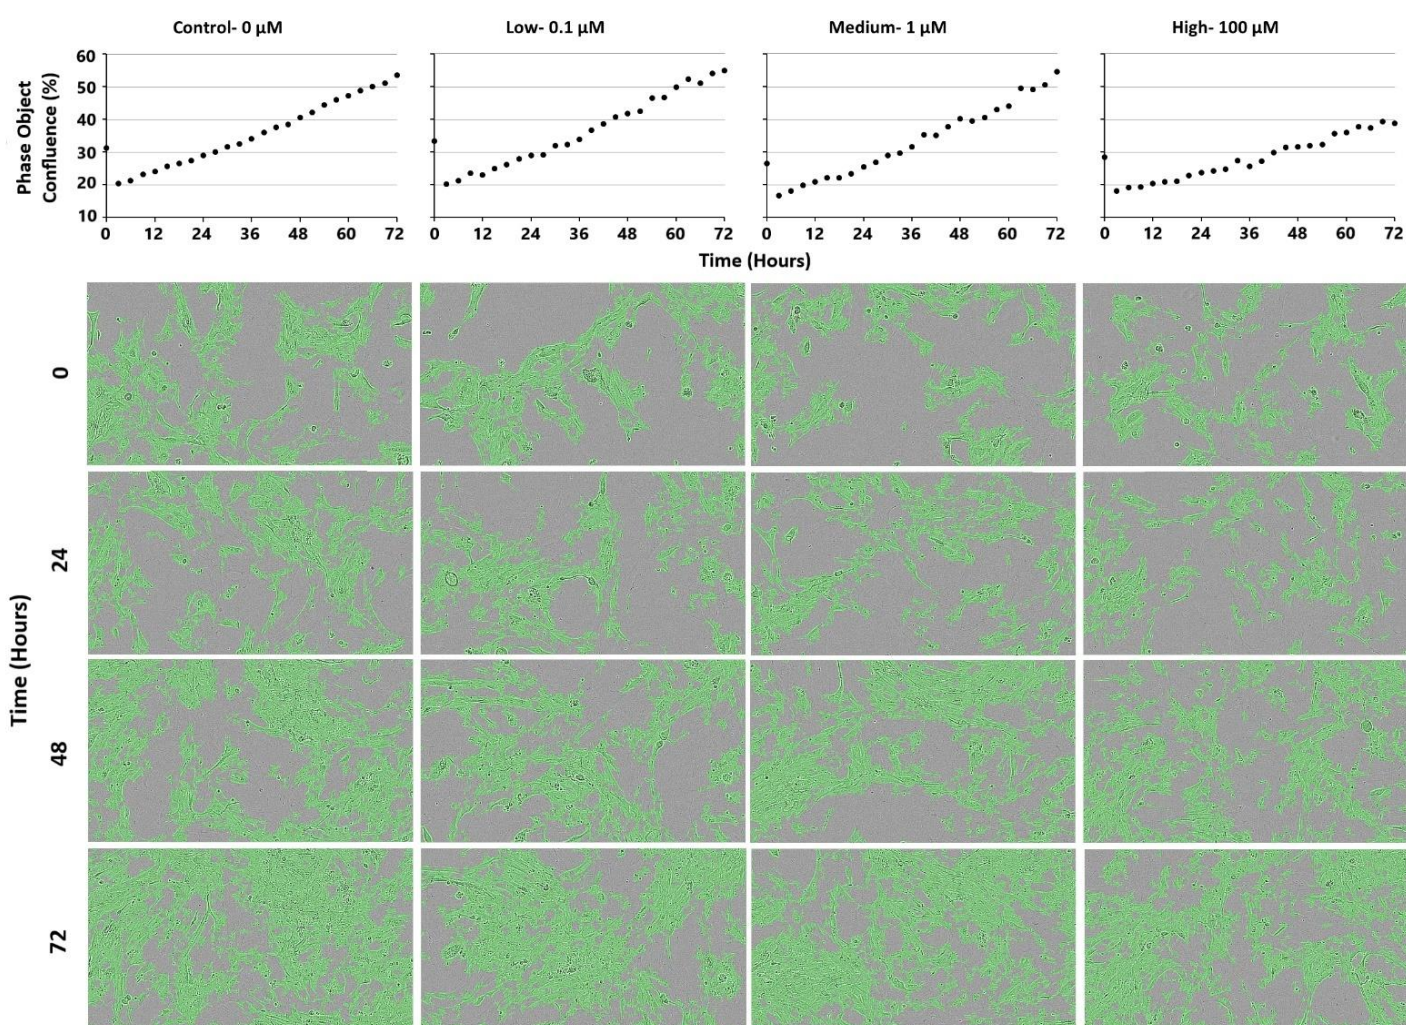 Control- 0 µM
Low- 0.1 µM
Medium- 1 µM
High- 100 µM
Phase Object
Confluence (%)
60
50
40
30
20
10
0 12 24 36 48 60 72
0 12 24 36 48 60 72
0 12 24 36 48 60 72
0 12 24 36 48 60 72
Time (Hours)
Time (Hours)
0
24
48
72